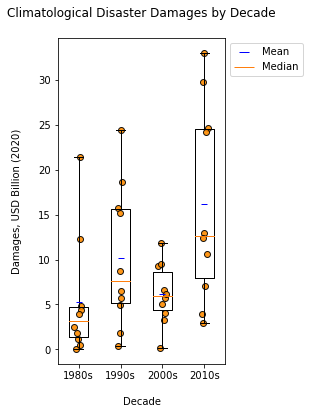 Climatological Disaster Damages by Decade
Mean
Median
Damages, USD Billion (2020)
30
25
20
15
10
5
0
1980s 1990s 2000s 2010s
Decade